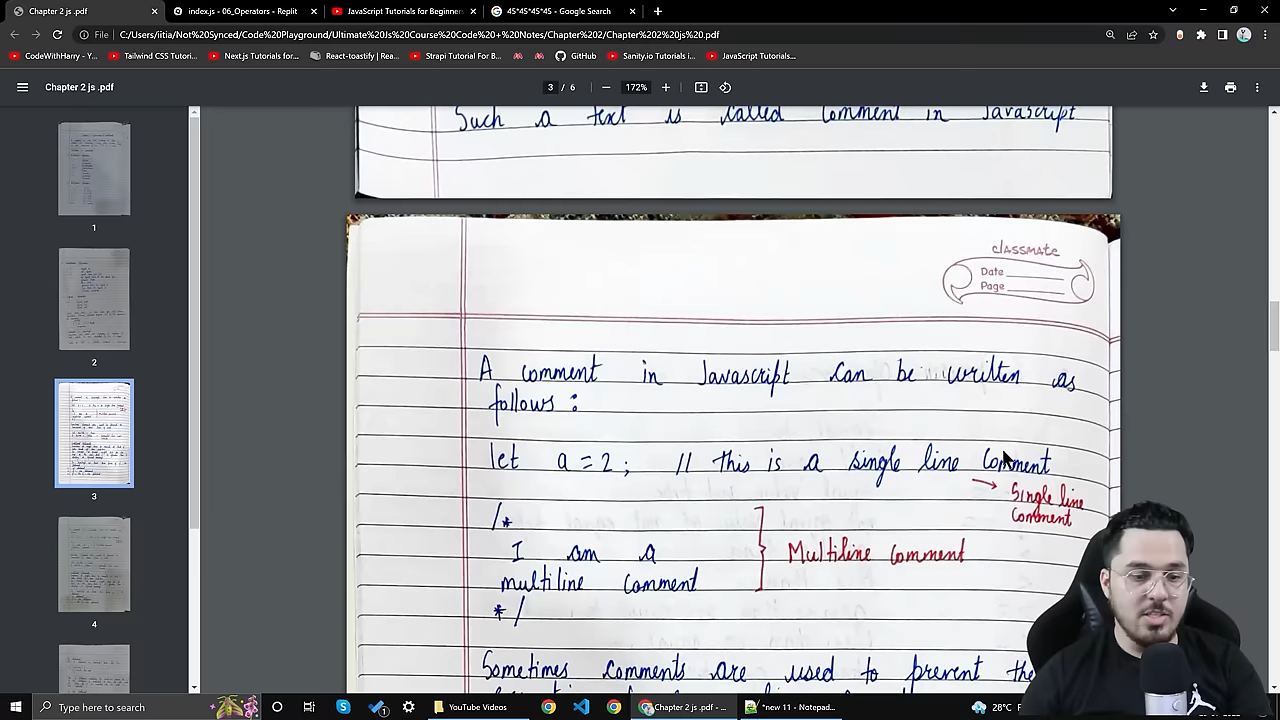 Chapter 2 js .pdf
index.js - 06_Operators - Replit
JavaScript Tutorials for Beginner
45*45*45*45 - Google Search
File
C:/Users/iitia/Not%20Synced/Code%20Playground/Ultimate%20Js%20Course%20Code%20+%20Notes/Chapter%202/Chapter%202%20js%20.pdf
CodeWithHarry - Y...
Tailwind CSS Tutori...
Next.js Tutorials for...
React-toastify | Rea...
Strapi Tutorial For B...
GitHub
Sanity.io Tutorials i...
JavaScript Tutorials...
Chapter 2 js .pdf
3 / 6
172%
1
2
3
4
Such a text is called comment in Javascript
classmate
Date
Page
A comment in Javascript can be written as
follows :
let a = 2 ; // this is a single line comment
→ Single line
comment
/*
I am a
multiline comment
*/
Multiline comment
Sometimes comments are used to prevent the
Type here to search
1
YouTube Videos
Chapter 2 js .pdf -...
*new 11 - Notepad...
28°C